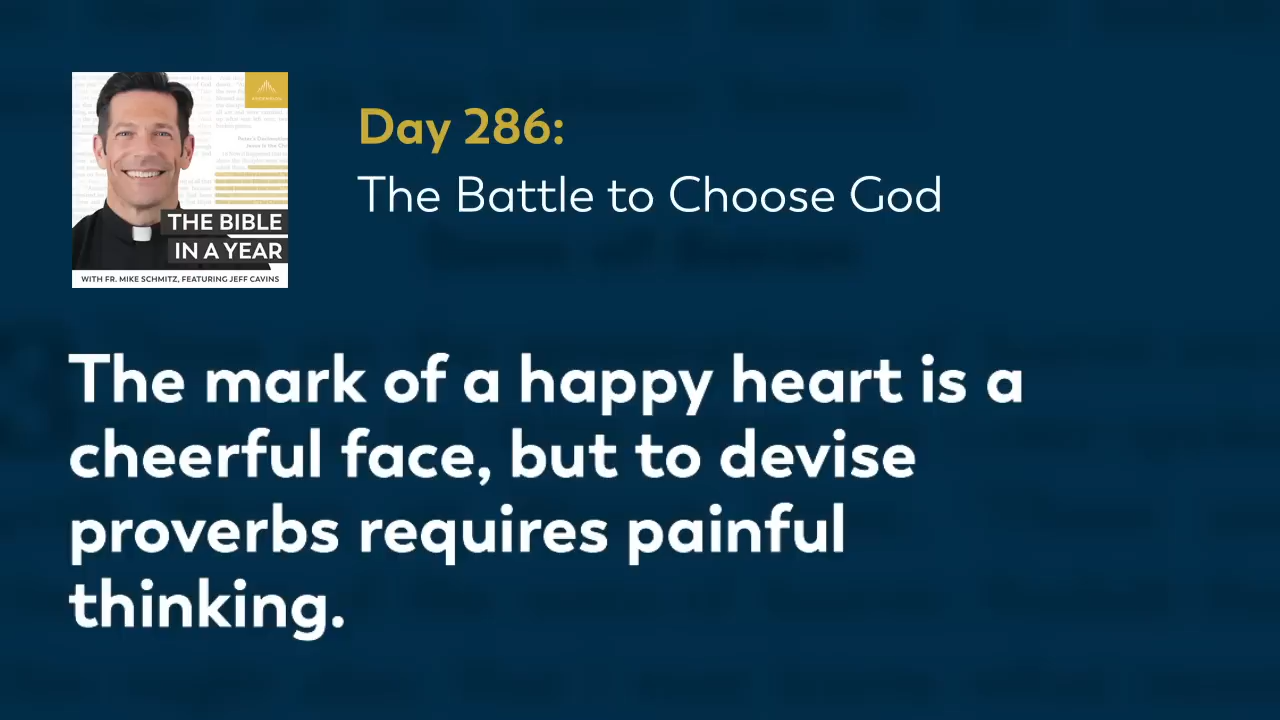 Day 286:
The Battle to Choose God
THE BIBLE
IN A YEAR
WITH FR. MIKE SCHMITZ, FEATURING JEFF CAVINS
The mark of a happy heart is a
cheerful face, but to devise
proverbs requires painful
thinking.